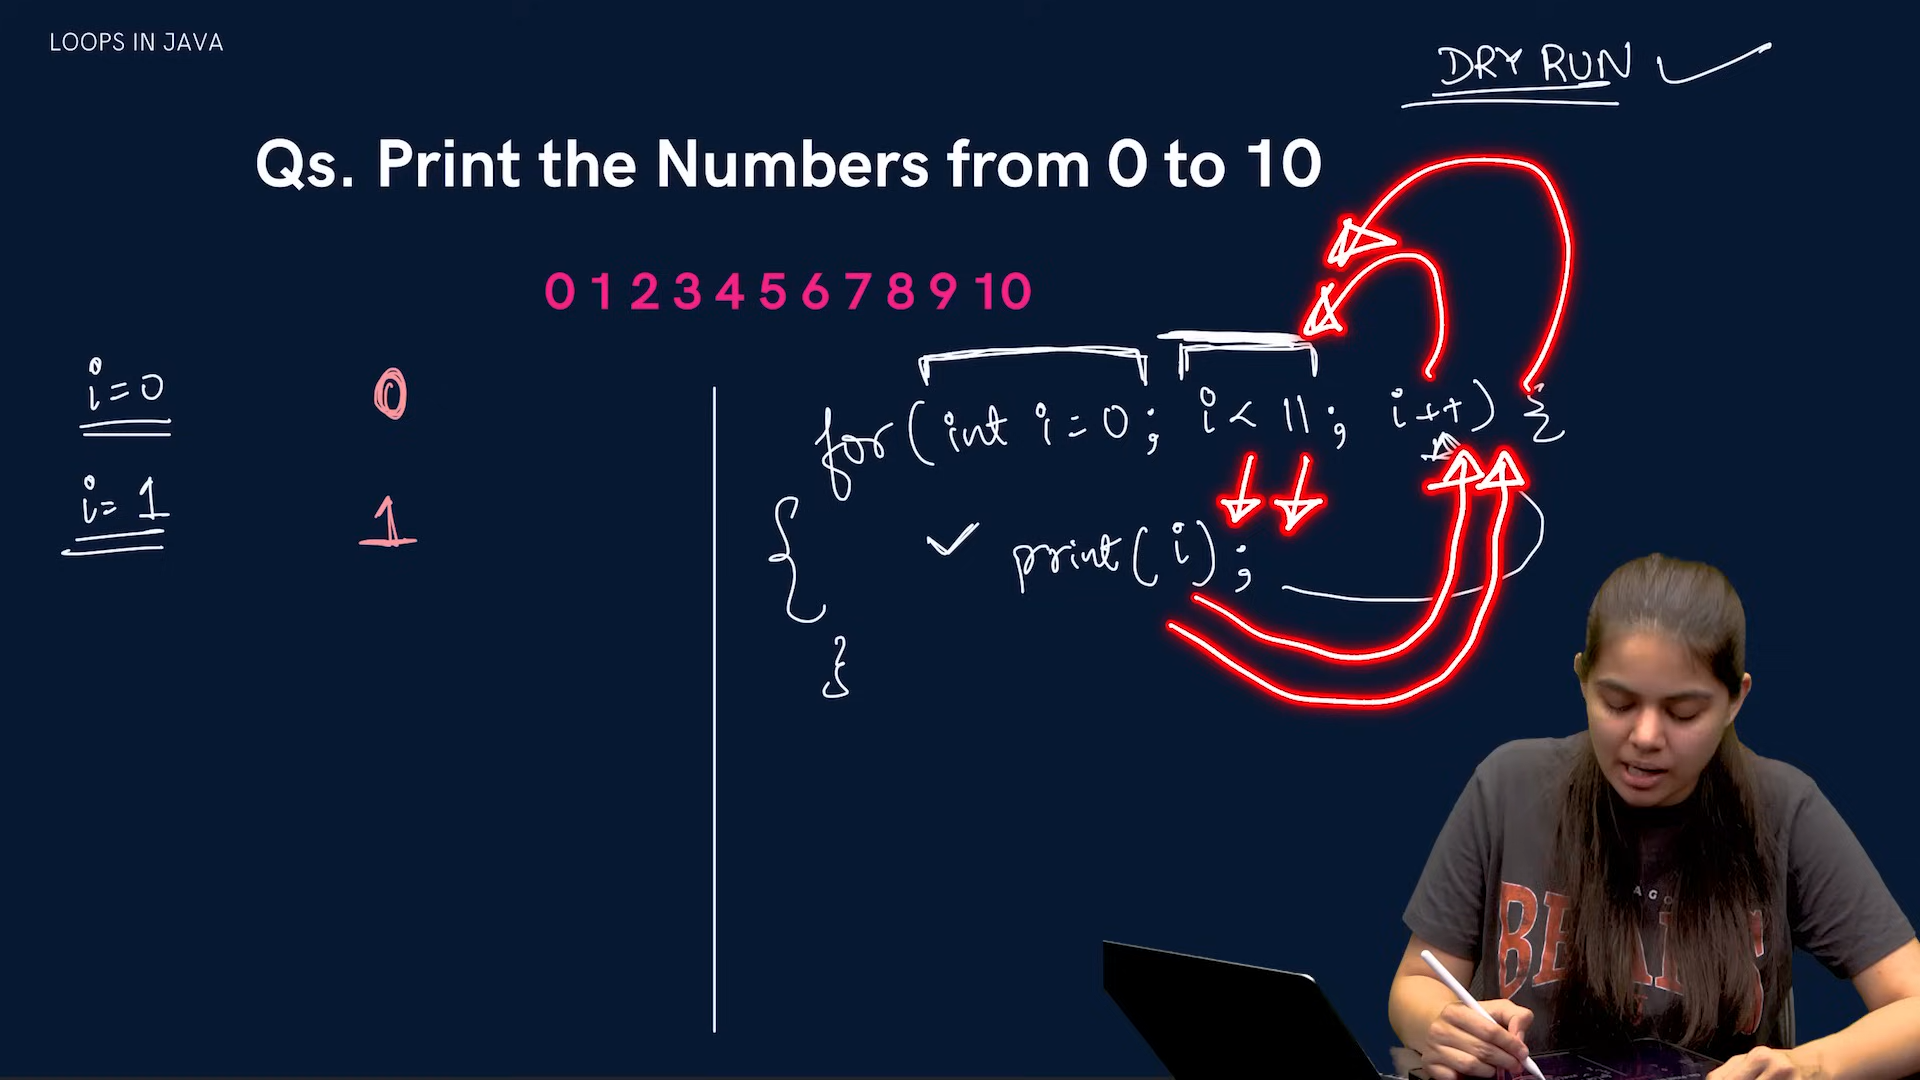 LOOPS IN JAVA
DRY RUN
Qs. Print the Numbers from 0 to 10
0 1 2 3 4 5 6 7 8 9 10
i=0 0
for(int i=0; i<11; i++) {
i=1 1
{ print(i);
}